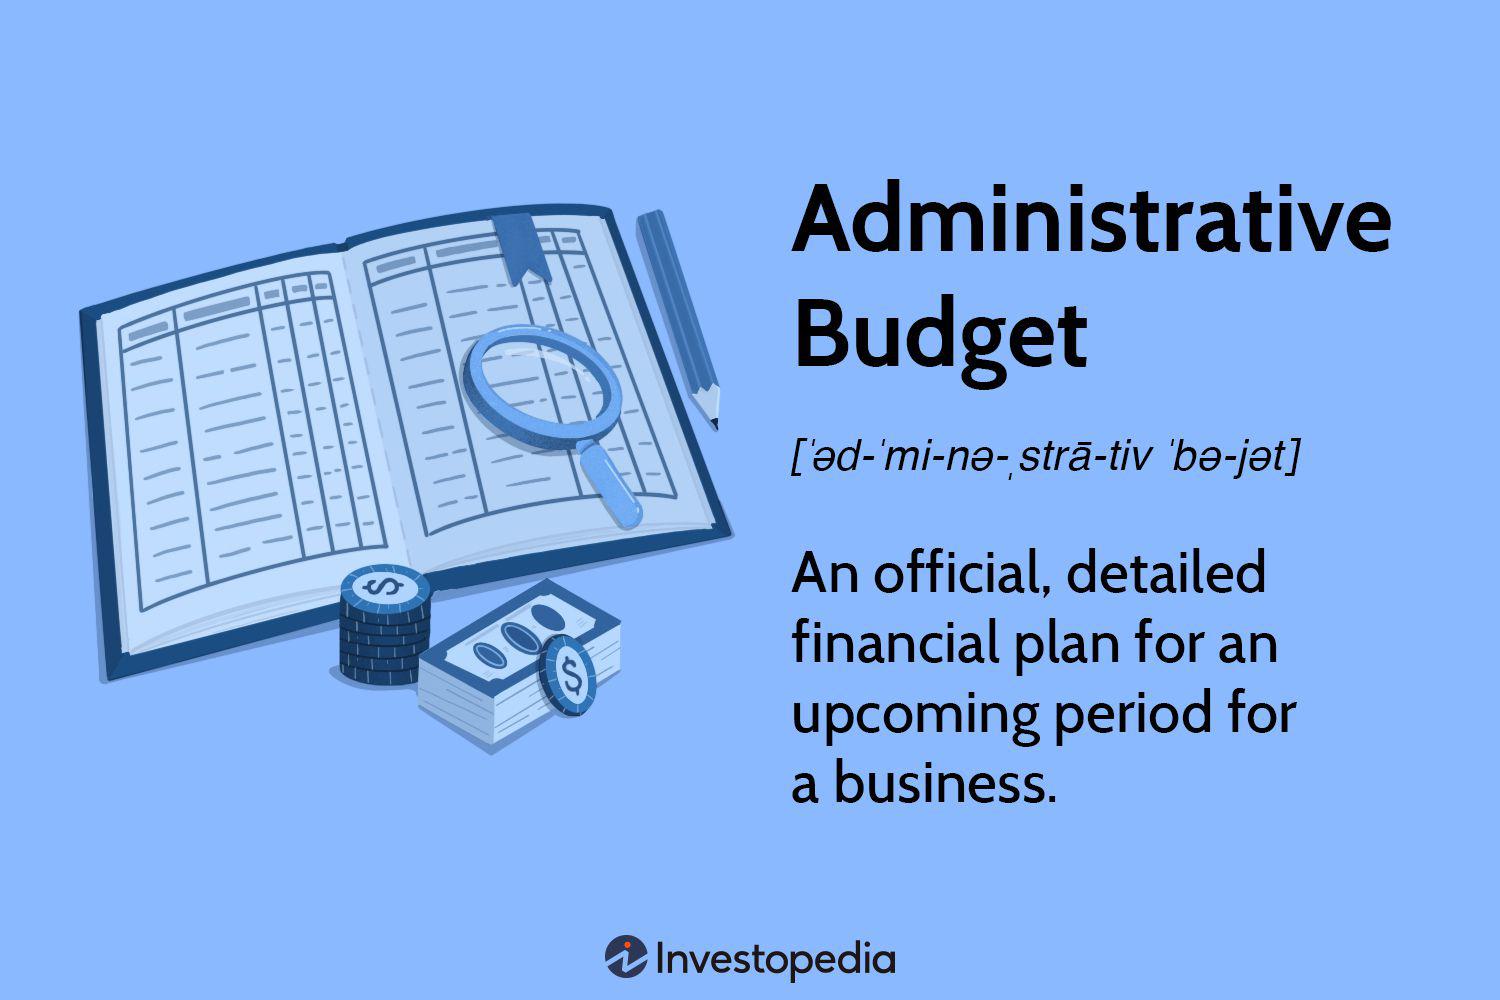 Administrative
Budget
[ˈəd-ˈmi-nə-ˌstrā-tiv ˈbə-jət]
An official, detailed
financial plan for an
upcoming period for
a business.
$
$
Investopedia